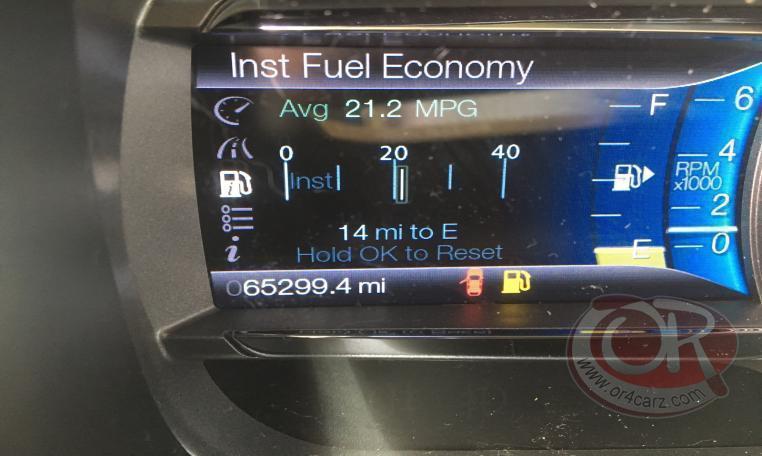 Inst Fuel Economy
Avg 21.2 MPG
0 20 40
Inst
14 mi to E
Hold OK to Reset
065299.4 mi
F
E
6
4
RPM
x1000
2
0
OR
www.or4carz.com